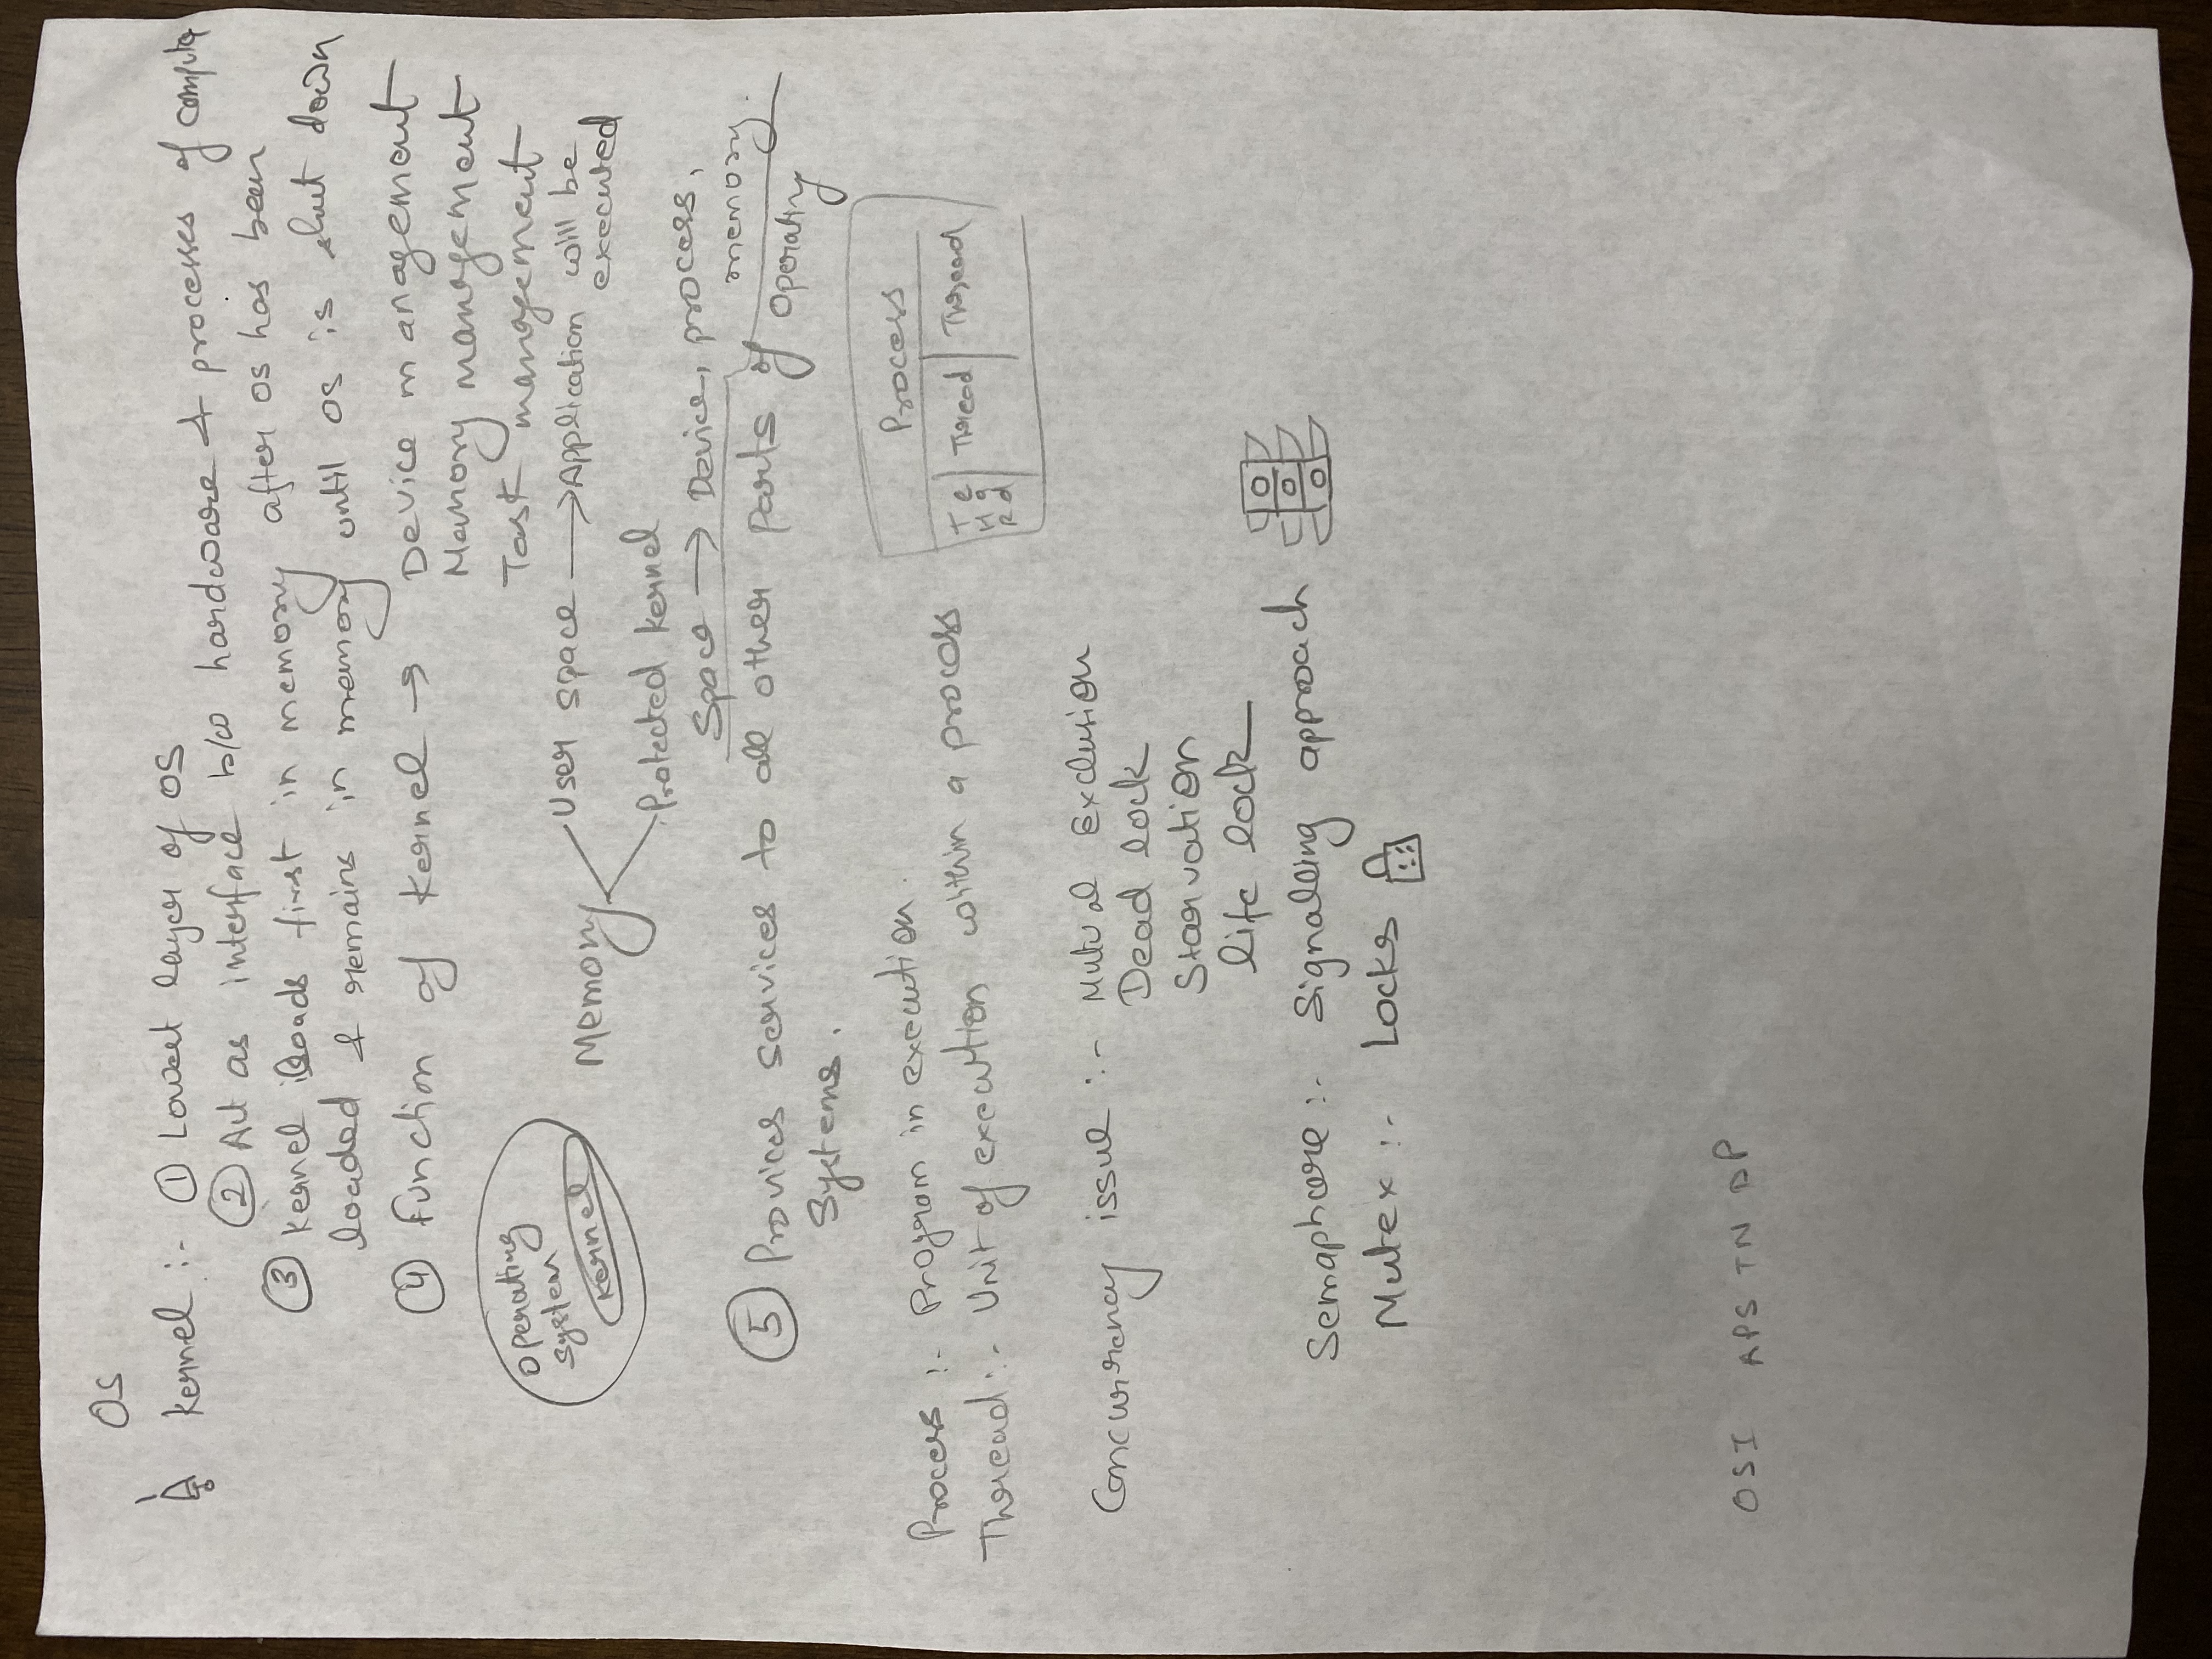 OS
Kernel :- ① Lowest layer of OS
② Act as interface b/w hardware & processes of computer
③ Kernel loads first in memory after OS has been
loaded & remains in memory until OS is shut down
④ Function of Kernel → Device management
Memory management
Task management
Operating
system
Kernel
Memory
User space → Application will be
executed
Protected kernel
Space → Device, process,
memory.
⑤ Provices services to all other parts of Operating
Systems.
Process :- Program in execution.
Thread :- Unit of execution within a process
Process
THRead Thread Thread
Concurrency issue :- Mutual Exclusion
Dead lock
Starvation
life lock
Semaphore :- Signalling approach
Mutex :- Locks
OSI APS TN DP